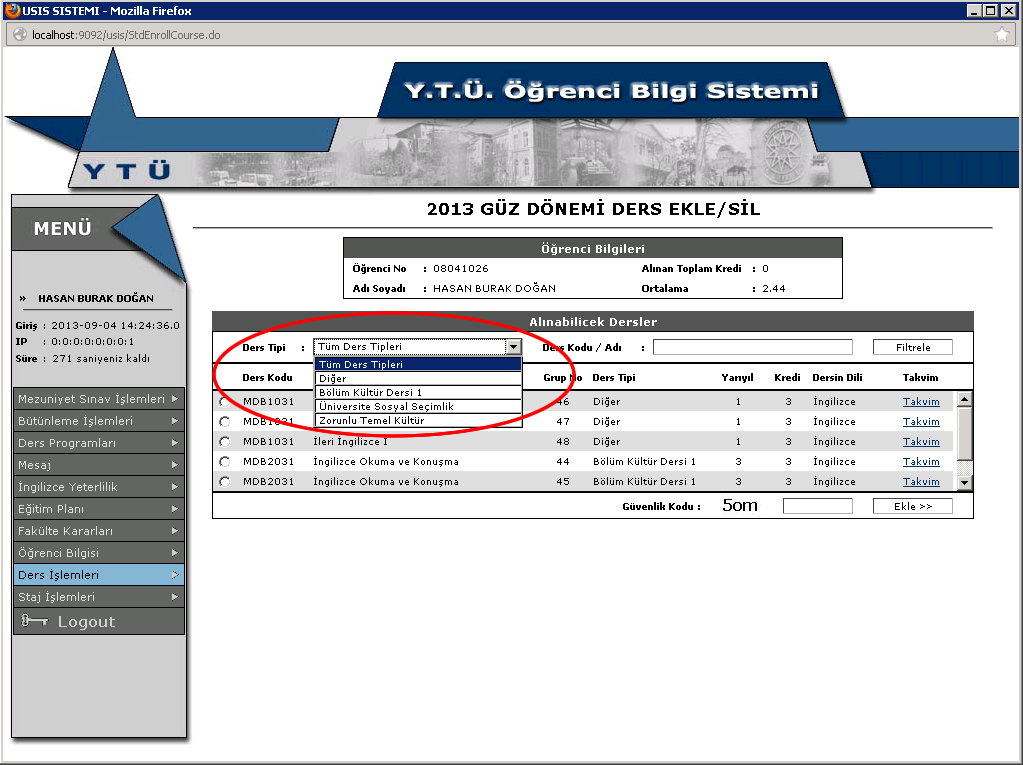 USIS SISTEMI - Mozilla Firefox
localhost:9092/usis/StdEnrollCourse.do
Y.T.Ü. Öğrenci Bilgi Sistemi
Y T Ü
MENÜ
» HASAN BURAK DOĞAN
Giriş : 2013-09-04 14:24:36.0
IP : 0:0:0:0:0:0:0:1
Süre : 271 saniyeniz kaldı
Mezuniyet Sınav İşlemleri
Bütünleme İşlemleri
Ders Programları
Mesaj
İngilizce Yeterlilik
Eğitim Planı
Fakülte Kararları
Öğrenci Bilgisi
Ders İşlemleri
Staj İşlemleri
Logout
2013 GÜZ DÖNEMİ DERS EKLE/SİL
Öğrenci Bilgileri
Öğrenci No : 08041026 Alınan Toplam Kredi : 0
Adı Soyadı : HASAN BURAK DOĞAN Ortalama : 2.44
Alınabilicek Dersler
Ders Tipi : Tüm Ders Tipleri Ders Kodu / Adı : Filtrele
Tüm Ders Tipleri
Diğer
Bölüm Kültür Dersi 1
Üniversite Sosyal Seçimlik
Zorunlu Temel Kültür
Ders Kodu Grup No Ders Tipi Yarıyıl Kredi Dersin Dili Takvim
MDB1031 46 Diğer 1 3 İngilizce Takvim
MDB1031 47 Diğer 1 3 İngilizce Takvim
MDB1031 İleri İngilizce I 48 Diğer 1 3 İngilizce Takvim
MDB2031 İngilizce Okuma ve Konuşma 44 Bölüm Kültür Dersi 1 3 3 İngilizce Takvim
MDB2031 İngilizce Okuma ve Konuşma 45 Bölüm Kültür Dersi 1 3 3 İngilizce Takvim
Güvenlik Kodu : 5om Ekle >>